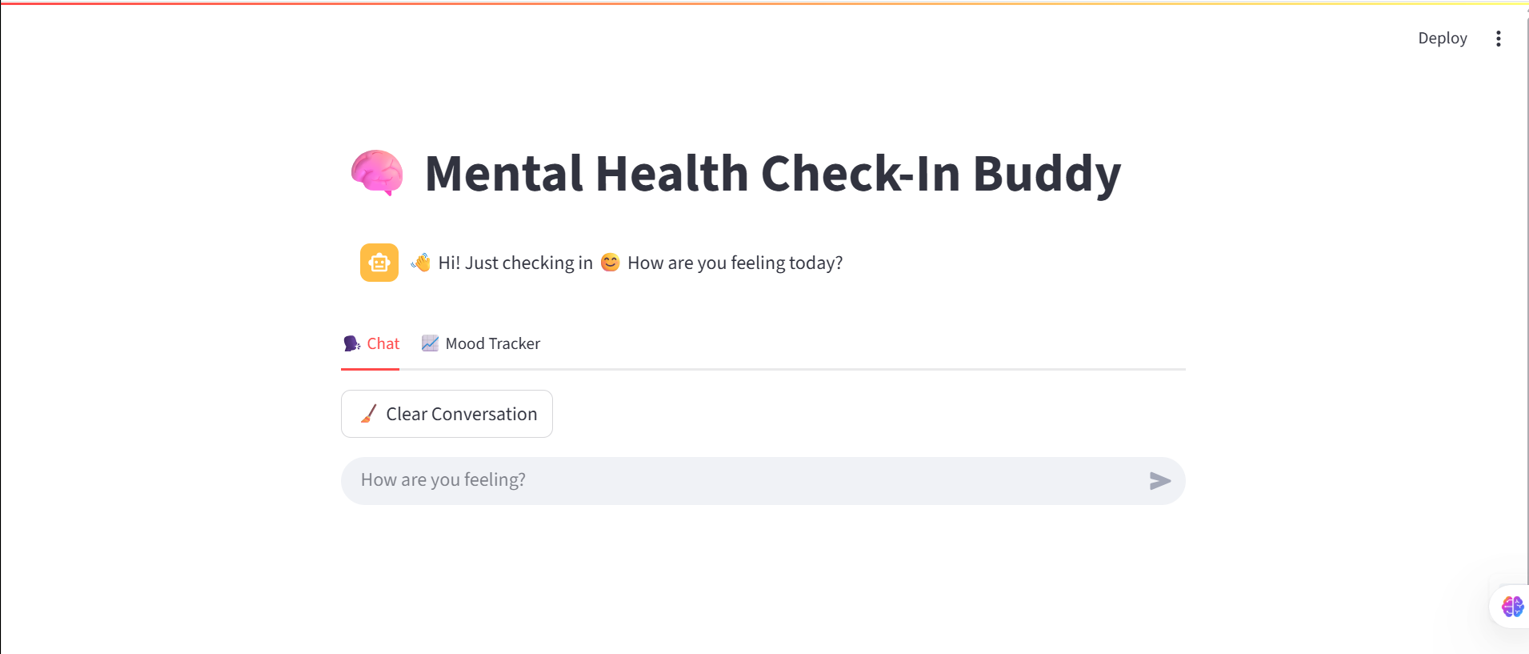 Deploy
🧠 Mental Health Check-In Buddy
👋 Hi! Just checking in 😊 How are you feeling today?
🗣️ Chat 📈 Mood Tracker
🧹 Clear Conversation
How are you feeling?